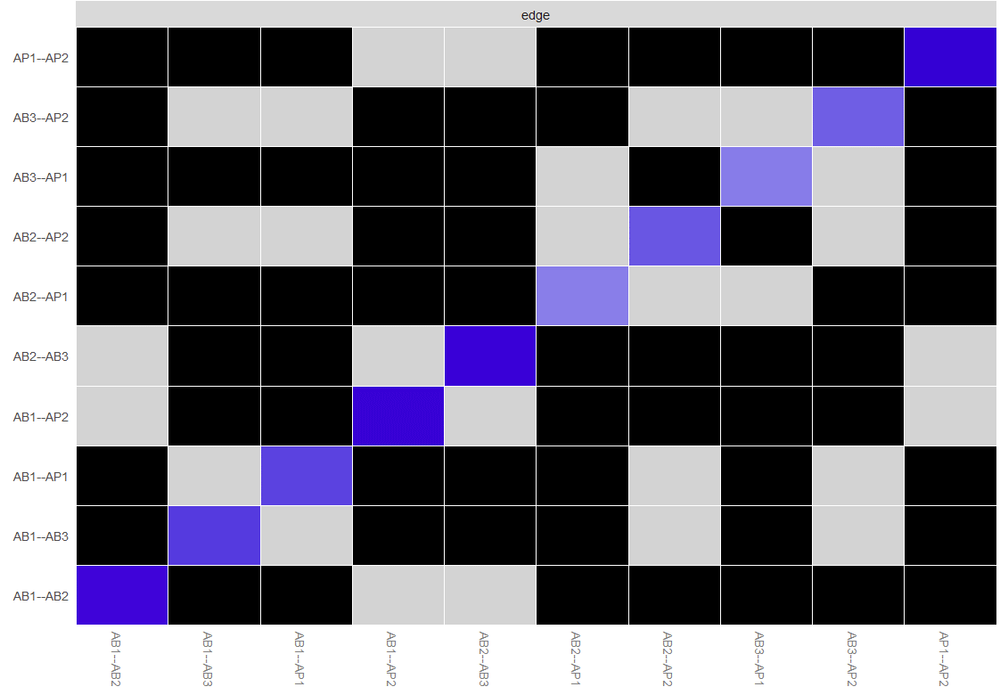 edge
AP1--AP2
AB3--AP2
AB3--AP1
AB2--AP2
AB2--AP1
AB2--AB3
AB1--AP2
AB1--AP1
AB1--AB3
AB1--AB2
AB1--AB2
AB1--AB3
AB1--AP1
AB1--AP2
AB2--AB3
AB2--AP1
AB2--AP2
AB3--AP1
AB3--AP2
AP1--AP2